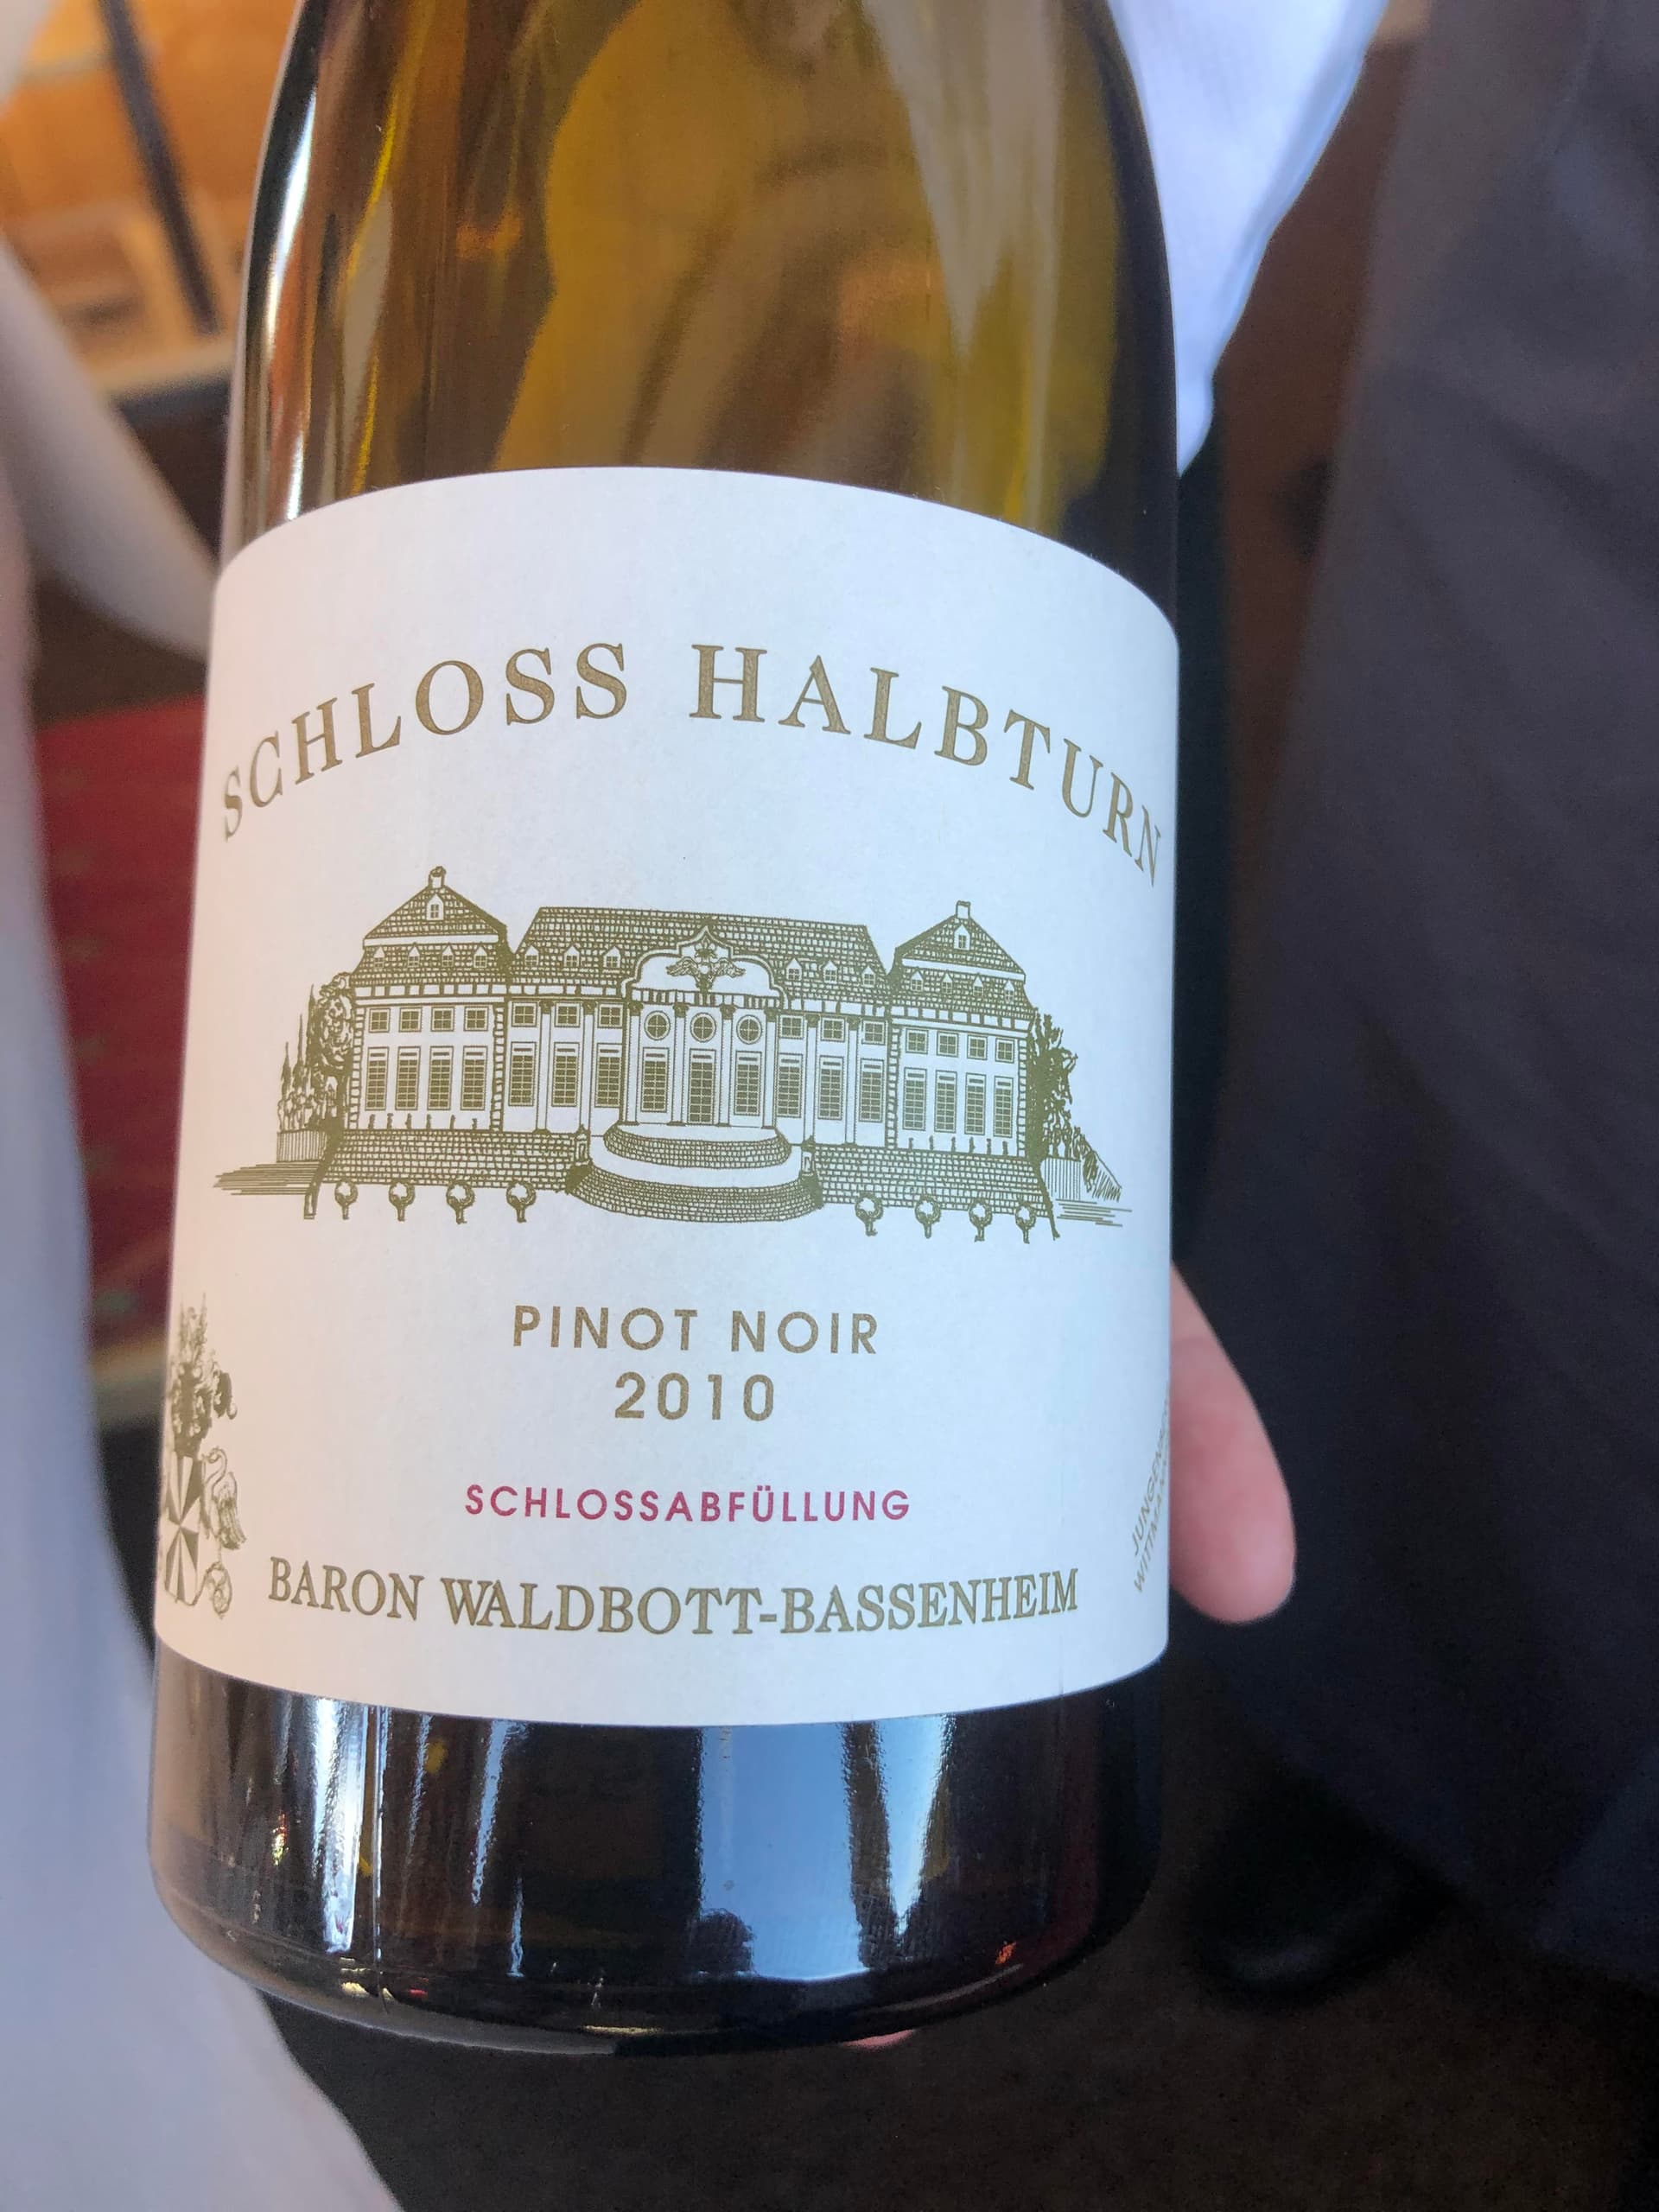 SCHLOSS HALBTURN
PINOT NOIR
2010
SCHLOSSABFÜLLUNG
BARON WALDBOTT-BASSENHEIM